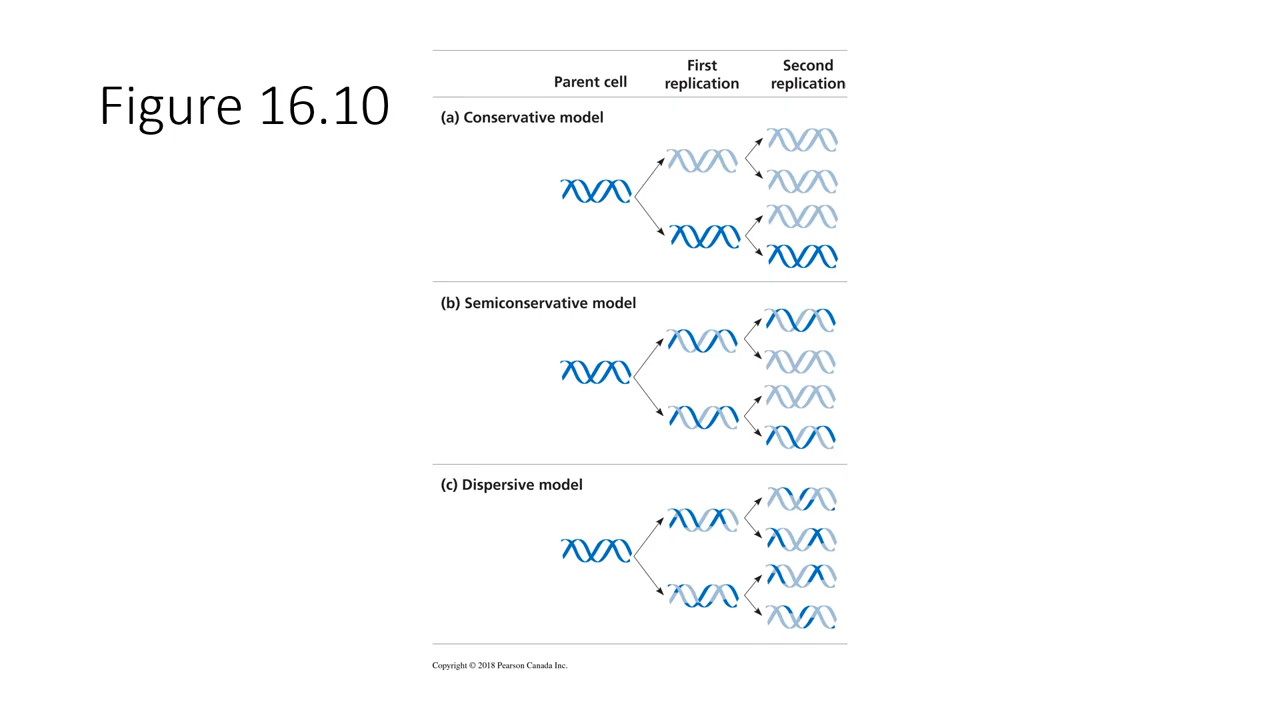 Figure 16.10
Parent cell
First
replication
Second
replication
(a) Conservative model
(b) Semiconservative model
(c) Dispersive model
Copyright © 2018 Pearson Canada Inc.